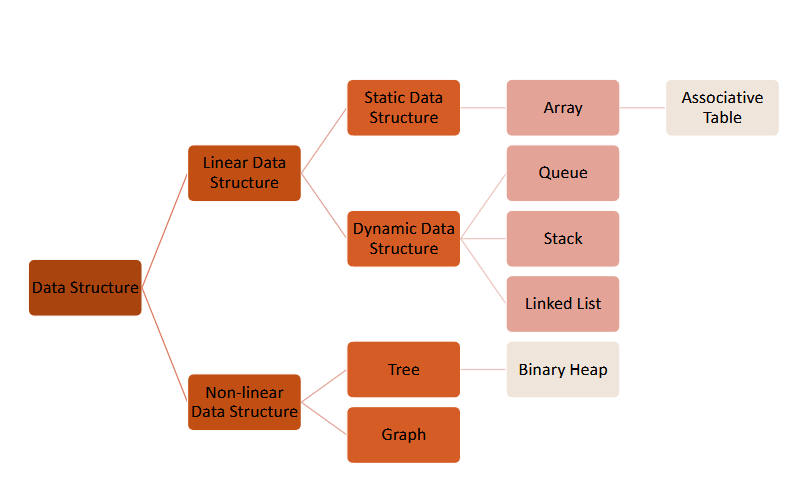 Static Data
Structure
Array
Associative
Table
Linear Data
Structure
Queue
Dynamic Data
Structure
Stack
Data Structure
Linked List
Tree
Binary Heap
Non-linear
Data Structure
Graph